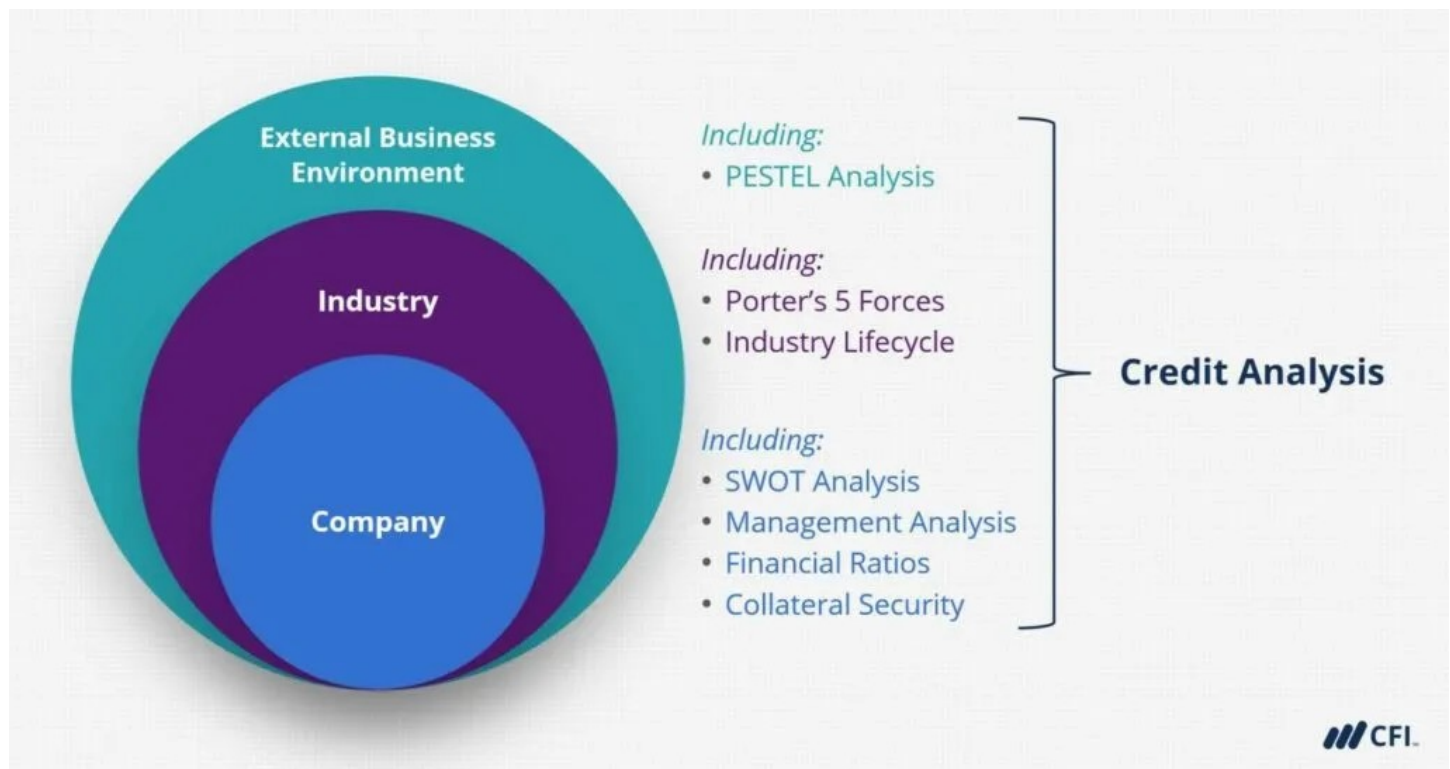 External Business
Environment
Industry
Company
Including:
• PESTEL Analysis
Including:
• Porter’s 5 Forces
• Industry Lifecycle
Including:
• SWOT Analysis
• Management Analysis
• Financial Ratios
• Collateral Security
Credit Analysis
CFI